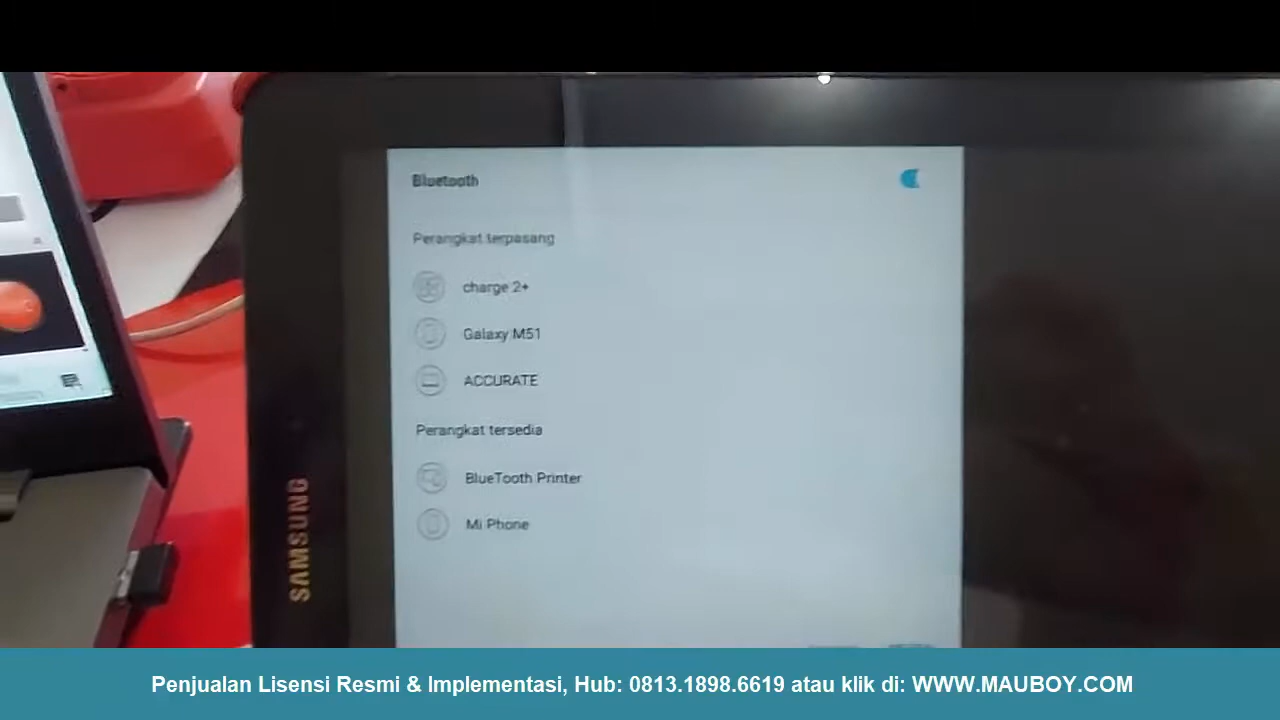 Bluetooth
Perangkat terpasang
charge 2+
Galaxy M51
ACCURATE
Perangkat tersedia
BlueTooth Printer
Mi Phone
SAMSUNG
Penjualan Lisensi Resmi & Implementasi, Hub: 0813.1898.6619 atau klik di: WWW.MAUBOY.COM